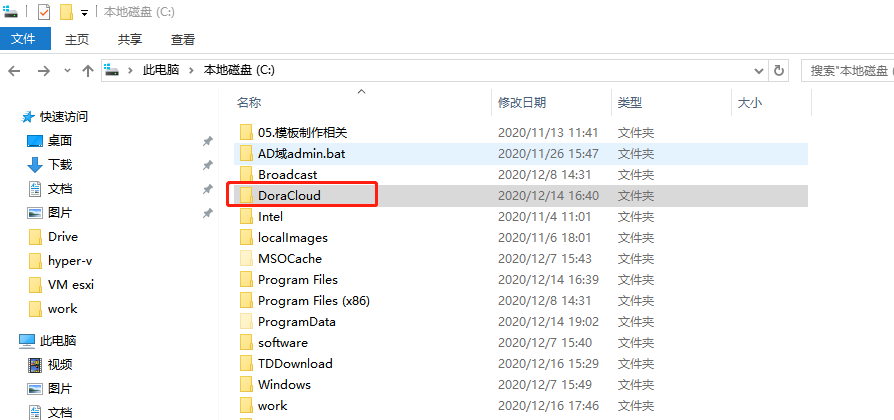 本地磁盘 (C:)
文件 主页 共享 查看
此电脑 本地磁盘 (C:) 搜索"本地磁盘 (
名称 修改日期 类型 大小
快速访问
桌面
下载
文档
图片
Drive
hyper-v
VM esxi
work
此电脑
视频
图片
文档
05.模板制作相关 2020/11/13 11:41 文件夹
AD域admin.bat 2020/11/26 15:47 文件夹
Broadcast 2020/12/8 14:31 文件夹
DoraCloud 2020/12/14 16:40 文件夹
Intel 2020/11/4 11:01 文件夹
localImages 2020/11/6 18:01 文件夹
MSOCache 2020/12/7 15:43 文件夹
Program Files 2020/12/14 16:39 文件夹
Program Files (x86) 2020/12/8 14:31 文件夹
ProgramData 2020/12/14 19:02 文件夹
software 2020/12/7 15:40 文件夹
TDDownload 2020/12/16 15:29 文件夹
Windows 2020/12/7 15:49 文件夹
work 2020/12/16 17:46 文件夹